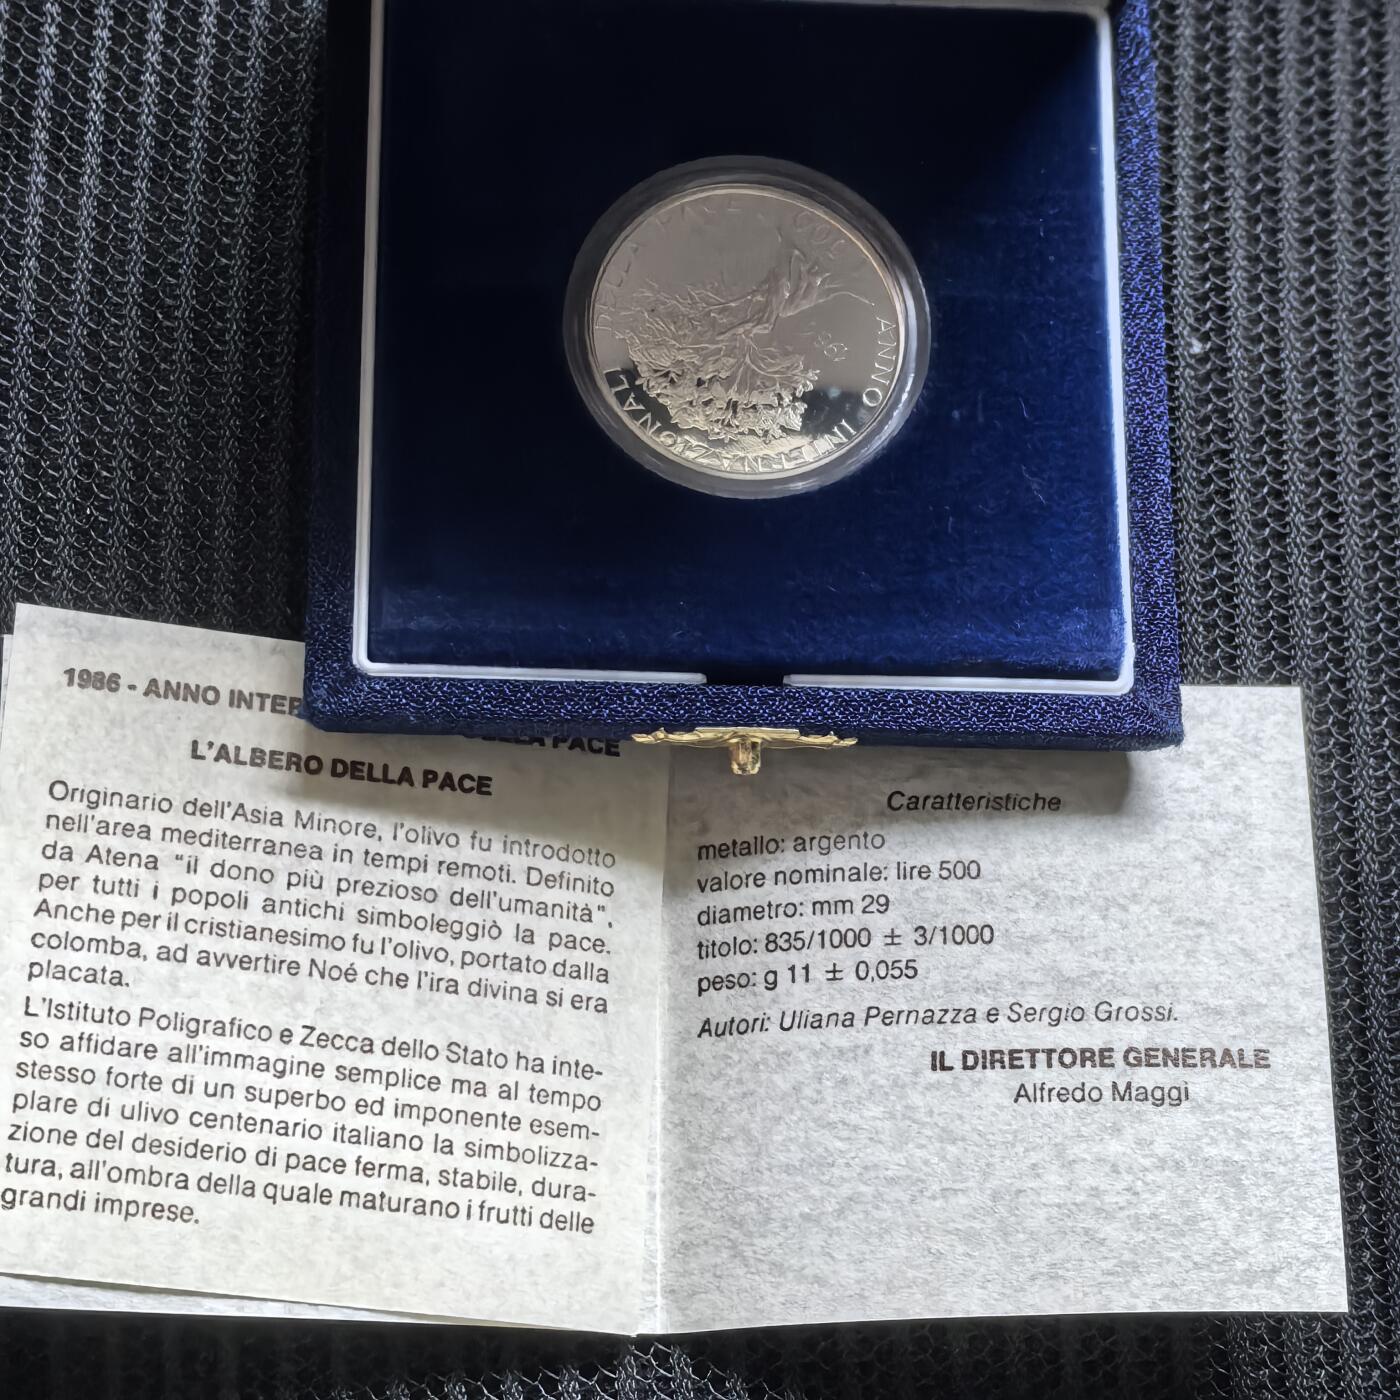 DELLA PACE
500
ANNO INTERNAZIONALE
1986 - ANNO INTER
DELLA PACE
L'ALBERO DELLA PACE
Originario dell'Asia Minore, l'olivo fu introdotto
nell'area mediterranea in tempi remoti. Definito
da Atena "il dono più prezioso dell'umanità",
per tutti i popoli antichi simboleggiò la pace.
Anche per il cristianesimo fu l'olivo, portato dalla
colomba, ad avvertire Noé che l'ira divina si era
placata.
L'Istituto Poligrafico e Zecca dello Stato ha inte-
so affidare all'immagine semplice ma al tempo
stesso forte di un superbo ed imponente esem-
plare di ulivo centenario italiano la simbolizza-
zione del desiderio di pace ferma, stabile, dura-
tura, all'ombra della quale maturano i frutti delle
grandi imprese.
Caratteristiche
metallo: argento
valore nominale: lire 500
diametro: mm 29
titolo: 835/1000 ± 3/1000
peso: g 11 ± 0,055
Autori: Uliana Pernazza e Sergio Grossi.
IL DIRETTORE GENERALE
Alfredo Maggi